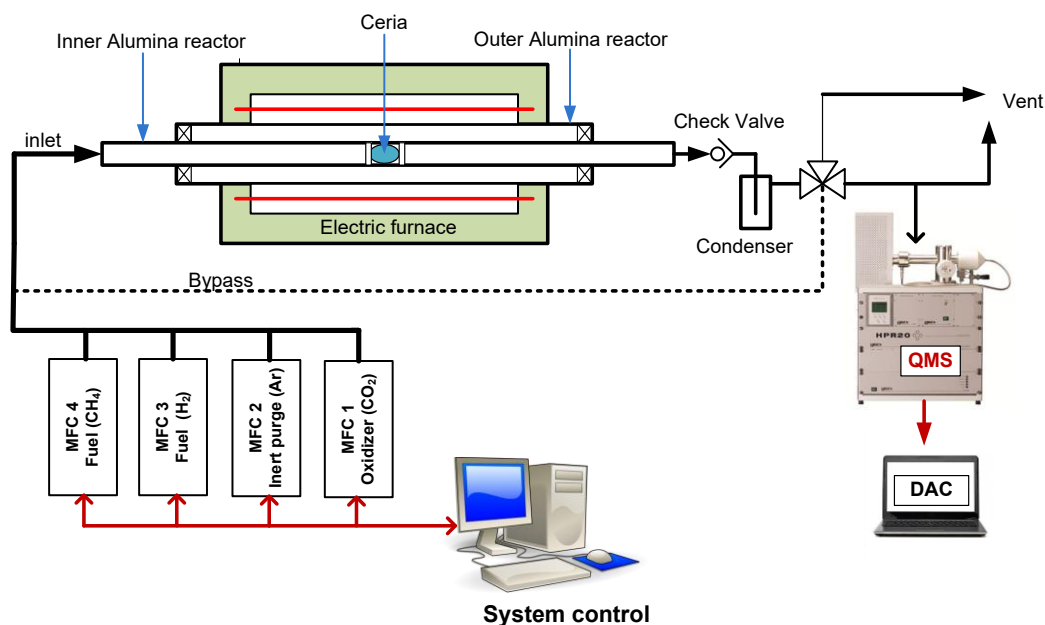 Ceria
Inner Alumina reactor
Outer Alumina reactor
Vent
Check Valve
inlet
Electric furnace
Condenser
Bypass
HPR20
QMS
MFC 4
Fuel (CH₄)
MFC 3
Fuel (H₂)
MFC 2
Inert purge (Ar)
MFC 1
Oxidizer (CO₂)
DAC
System control